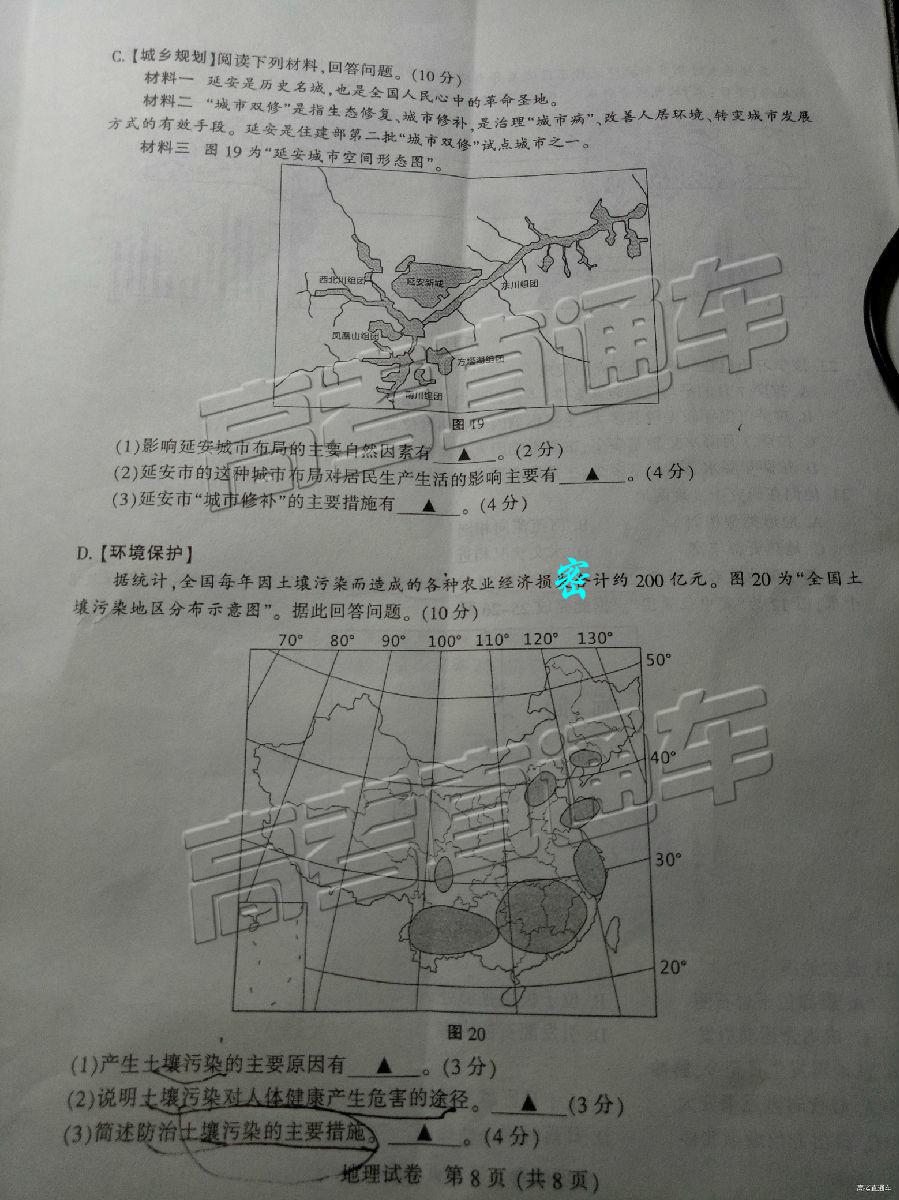 C.【城乡规划】阅读下列材料,回答问题。(10分)
材料一 延安是历史名城,也是全国人民心中的革命圣地。
材料二 “城市双修”是指生态修复、城市修补,是治理“城市病”、改善人居环境、转变城市发展
方式的有效手段。延安是住建部第二批“城市双修”试点城市之一。
材料三 图19为“延安城市空间形态图”。
西北川组团
延安新城
东川组团
凤凰山组团
方塔湖组团
南川组团
图19
(1)影响延安城市布局的主要自然因素有 ▲ 。(2分)
(2)延安市的这种城市布局对居民生产生活的影响主要有 ▲ 。(4分)
(3)延安市“城市修补”的主要措施有 ▲ 。(4分)
D.【环境保护】
据统计,全国每年因土壤污染而造成的各种农业经济损密合计约200亿元。图20为“全国土
壤污染地区分布示意图”。据此回答问题。(10分)
70° 80° 90° 100° 110° 120° 130°
50°
40°
30°
20°
图20
(1)产生土壤污染的主要原因有 ▲ 。(3分)
(2)说明土壤污染对人体健康产生危害的途径。 ▲ (3分)
(3)简述防治土壤污染的主要措施。 ▲ 。(4分)
地理试卷 第8页(共8页)
高考直通车
高考直通车
高考直通车